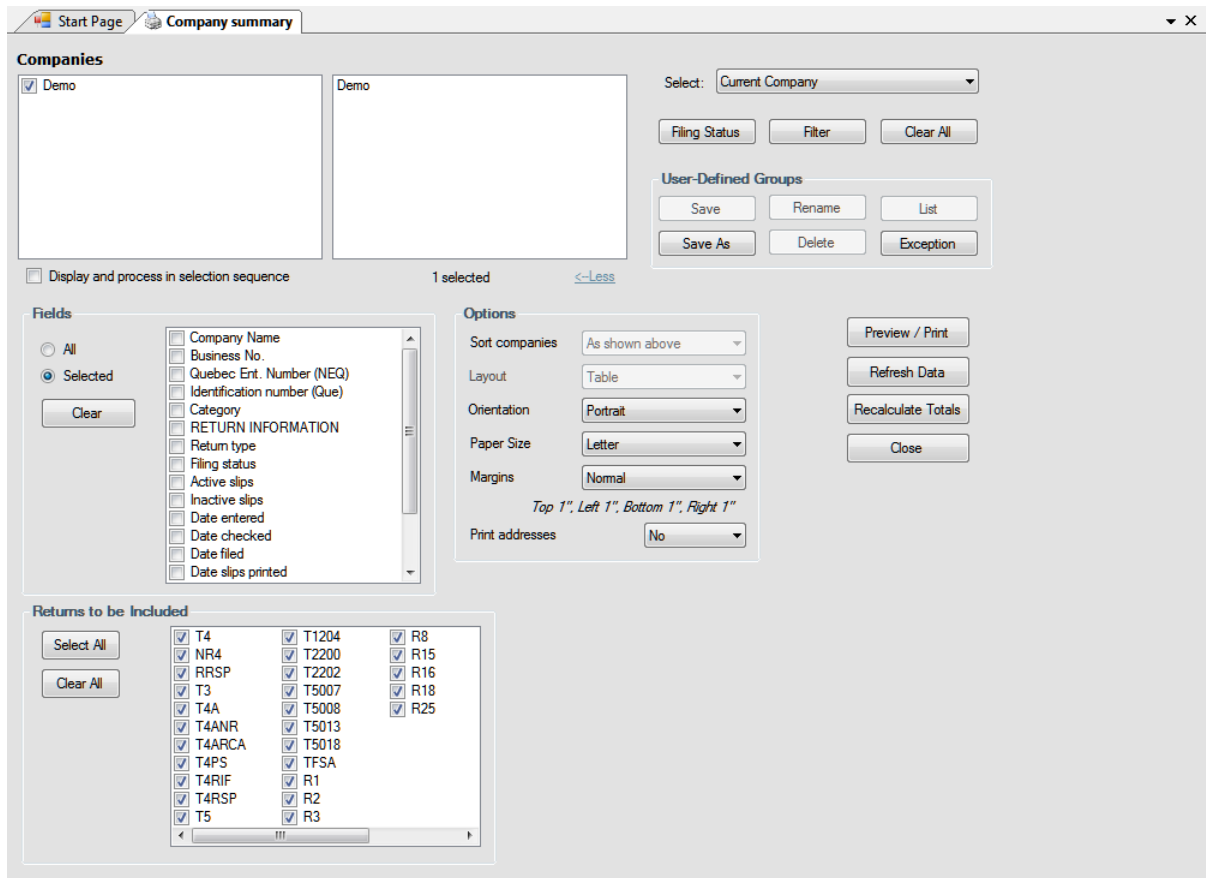 Start Page
Company summary
Companies
Demo
Demo
Select: Current Company
Filing Status Filter Clear All
User-Defined Groups
Save Rename List
Save As Delete Exception
Display and process in selection sequence
1 selected
<--Less
Fields
All
Selected
Clear
Company Name
Business No.
Quebec Ent. Number (NEQ)
Identification number (Que)
Category
RETURN INFORMATION
Return type
Filing status
Active slips
Inactive slips
Date entered
Date checked
Date filed
Date slips printed
Options
Sort companies As shown above
Layout Table
Orientation Portrait
Paper Size Letter
Margins Normal
Top 1", Left 1", Bottom 1", Right 1"
Print addresses No
Preview / Print
Refresh Data
Recalculate Totals
Close
Returns to be Included
Select All
Clear All
T4
NR4
RRSP
T3
T4A
T4ANR
T4ARCA
T4PS
T4RIF
T4RSP
T5
T1204
T2200
T2202
T5007
T5008
T5013
T5018
TFSA
R1
R2
R3
R8
R15
R16
R18
R25